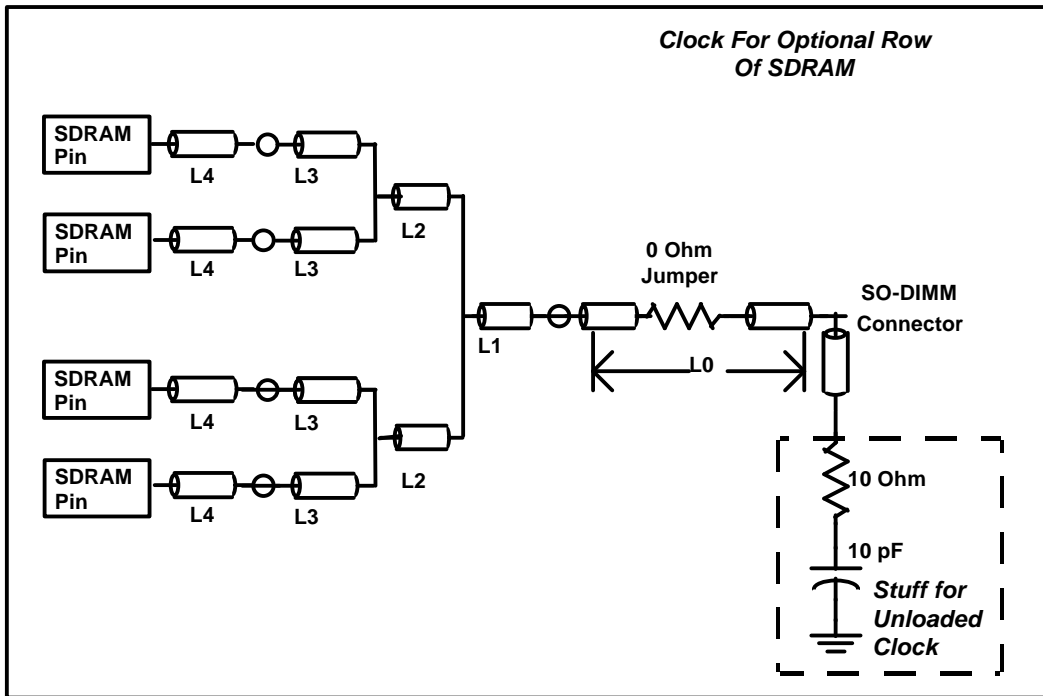 Clock For Optional Row
Of SDRAM
SDRAM
Pin
L4
L3
SDRAM
Pin
L4
L3
L2
0 Ohm
Jumper
SO-DIMM
Connector
L1
L0
SDRAM
Pin
L4
L3
L2
SDRAM
Pin
L4
L3
10 Ohm
10 pF
Stuff for
Unloaded
Clock